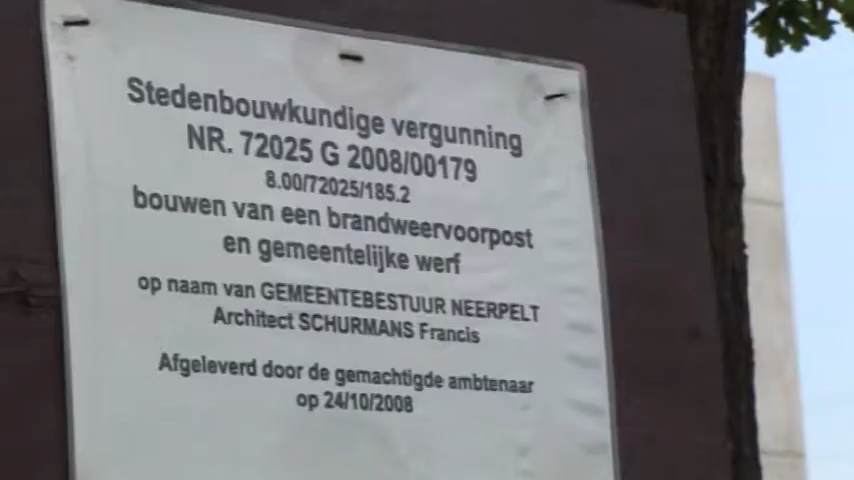 Stedenbouwkundige vergunning
NR. 72025 G 2008/00179
8.00/72025/185.2
bouwen van een brandweervoorpost
en gemeentelijke werf
op naam van GEMEENTEBESTUUR NEERPELT
Architect SCHURMANS Francis
Afgeleverd door de gemachtigde ambtenaar
op 24/10/2008